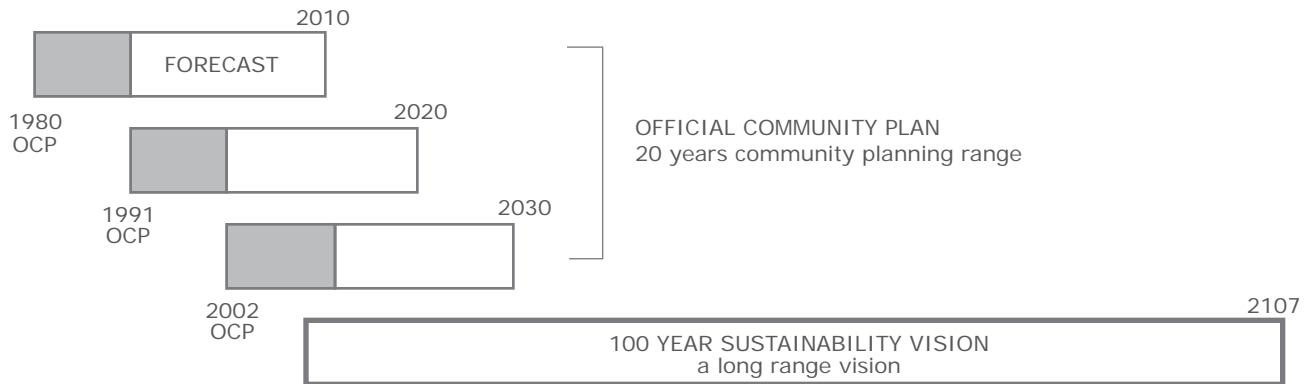 2010
FORECAST
1980
OCP
2020
OFFICIAL COMMUNITY PLAN
20 years community planning range
1991
OCP
2030
2002
OCP
2107
100 YEAR SUSTAINABILITY VISION
a long range vision